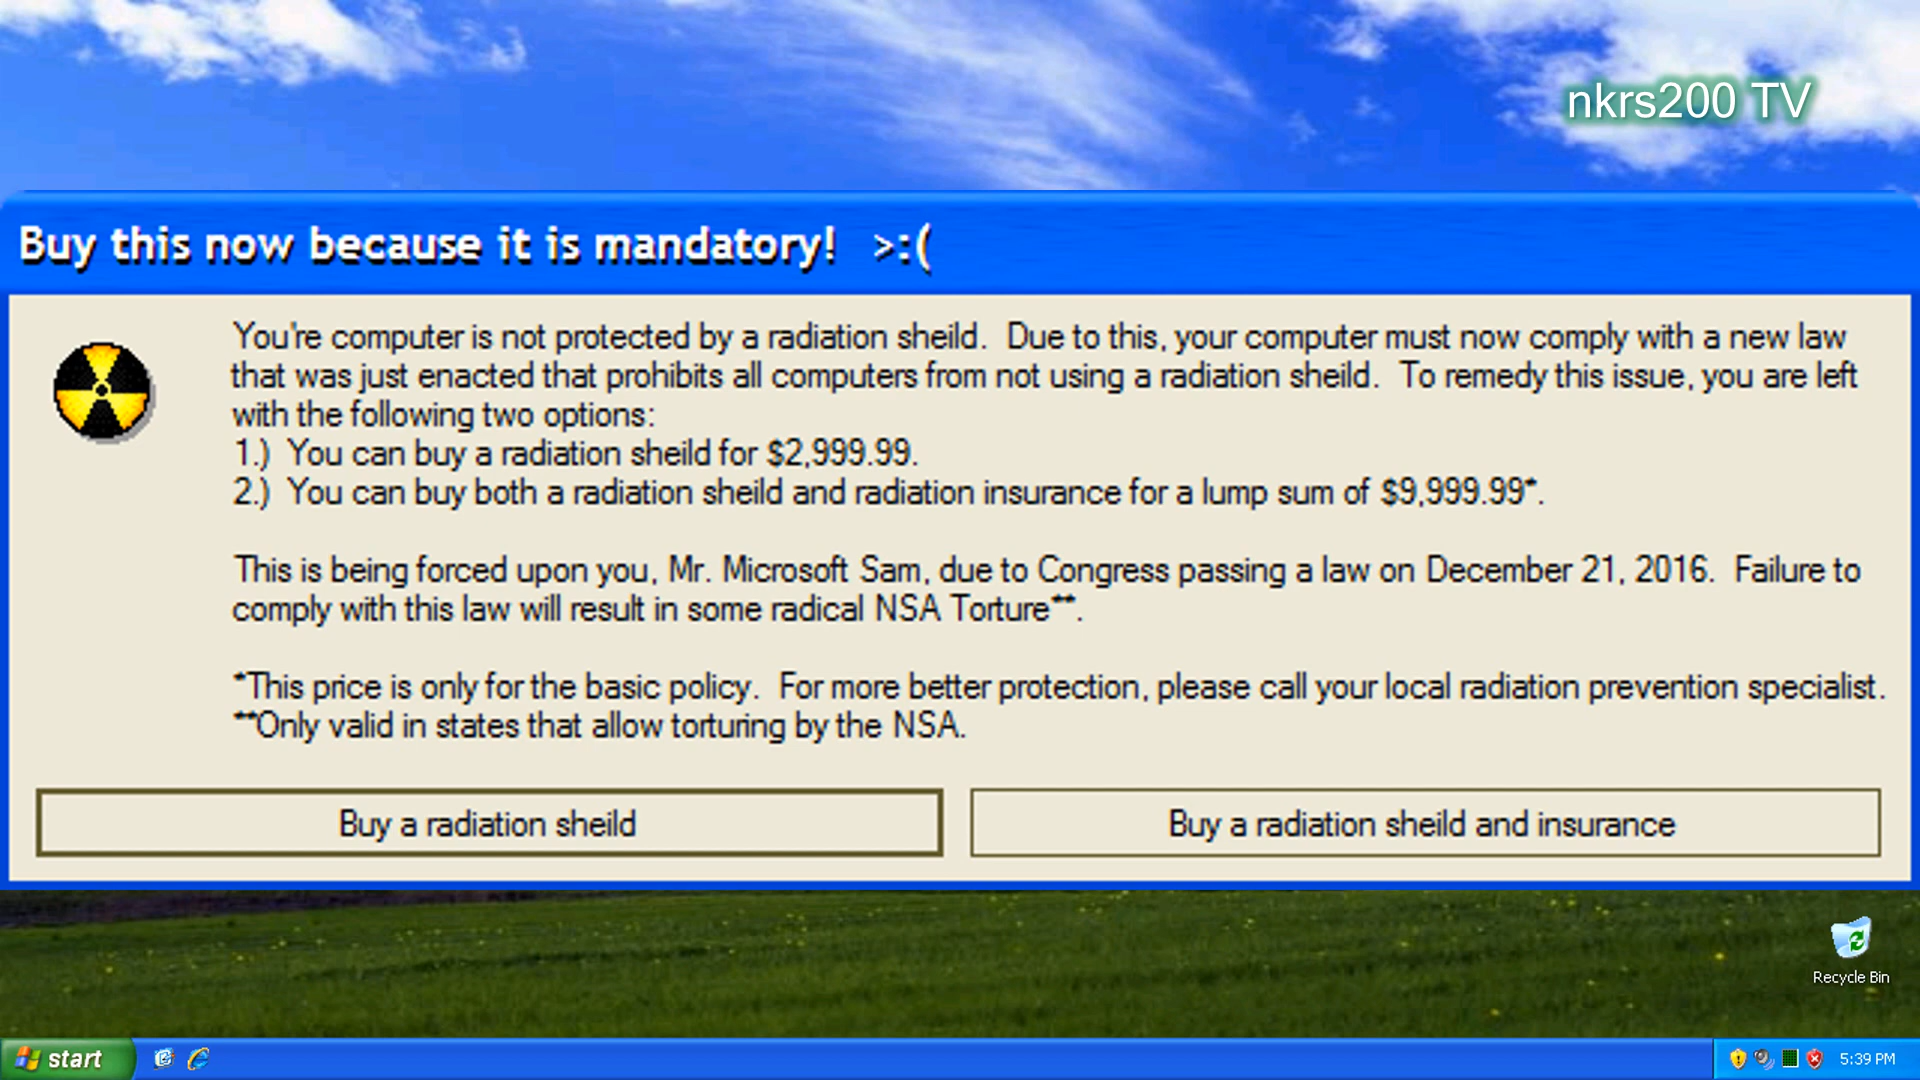 nkrs200 TV
Buy this now because it is mandatory!  >:(
You're computer is not protected by a radiation sheild.  Due to this, your computer must now comply with a new law
that was just enacted that prohibits all computers from not using a radiation sheild.  To remedy this issue, you are left
with the following two options:
1.)  You can buy a radiation sheild for $2,999.99.
2.)  You can buy both a radiation sheild and radiation insurance for a lump sum of $9,999.99*.
This is being forced upon you, Mr. Microsoft Sam, due to Congress passing a law on December 21, 2016.  Failure to
comply with this law will result in some radical NSA Torture**.
*This price is only for the basic policy.  For more better protection, please call your local radiation prevention specialist.
**Only valid in states that allow torturing by the NSA.
Buy a radiation sheild
Buy a radiation sheild and insurance
Recycle Bin
start
5:39 PM